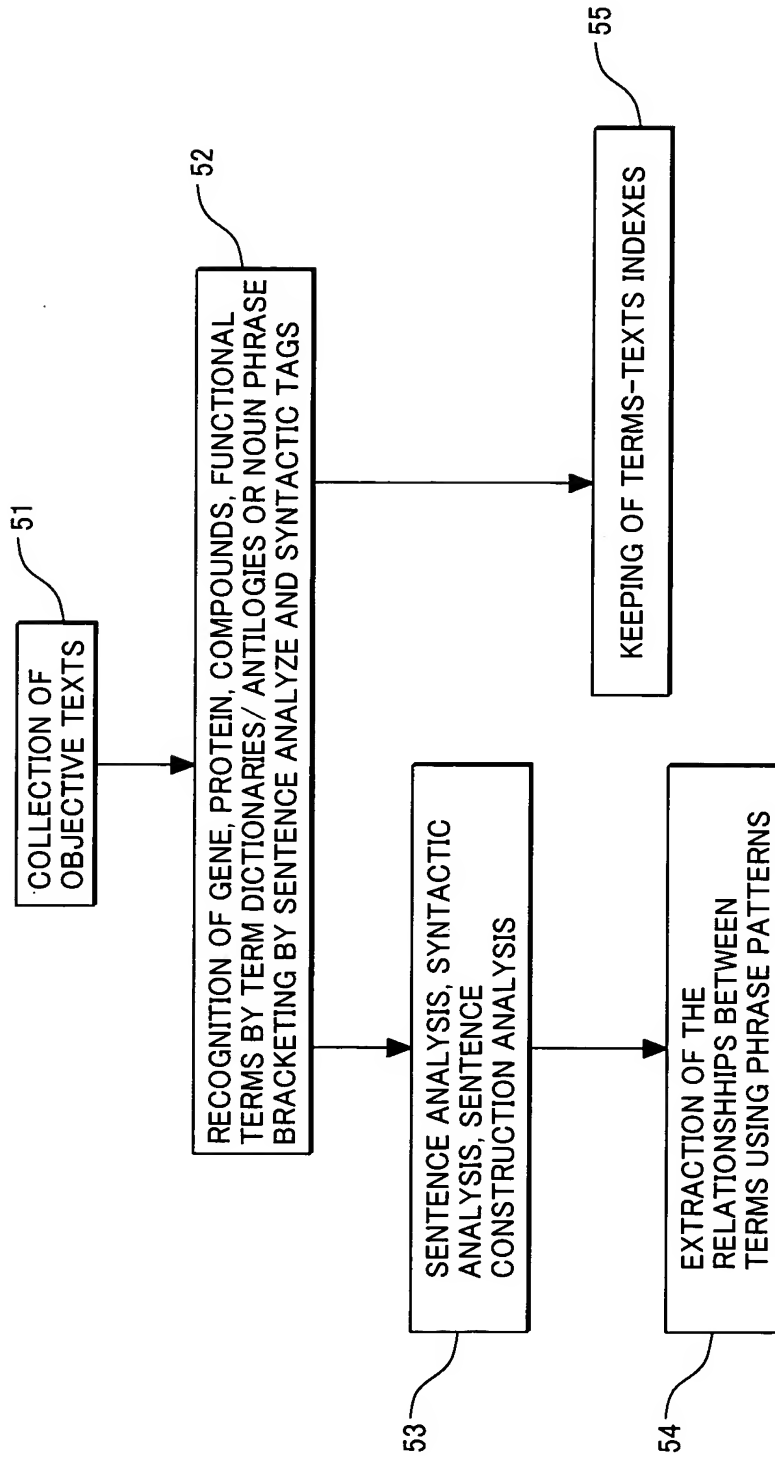 51
COLLECTION OF
OBJECTIVE TEXTS
52
RECOGNITION OF GENE, PROTEIN, COMPOUNDS, FUNCTIONAL
TERMS BY TERM DICTIONARIES/ ANTILOGIES OR NOUN PHRASE
BRACKETING BY SENTENCE ANALYZE AND SYNTACTIC TAGS
53
SENTENCE ANALYSIS, SYNTACTIC
ANALYSIS, SENTENCE
CONSTRUCTION ANALYSIS
54
EXTRACTION OF THE
RELATIONSHHIPS BETWEEN
TERMS USING PHRASE PATTERNS
55
KEEPING OF TERMS-TEXTS INDEXES